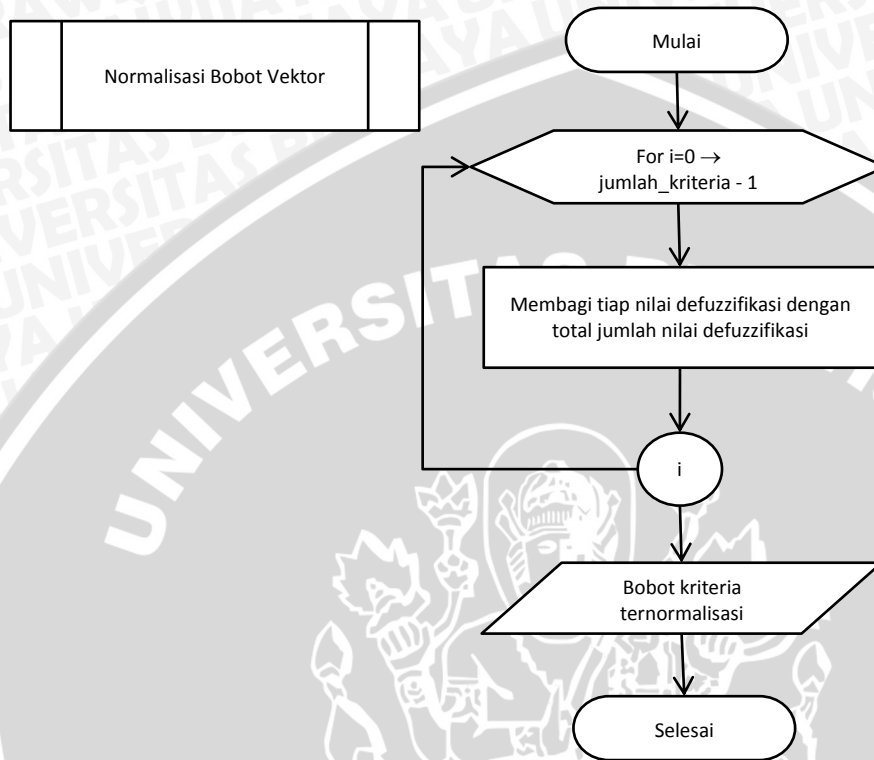 Normalisasi Bobot Vektor
Mulai
For i=0 →
jumlah_kriteria - 1
Membagi tiap nilai defuzzifikasi dengan
total jumlah nilai defuzzifikasi
i
Bobot kriteria
ternormalisasi
Selesai
UNIVERSITAS